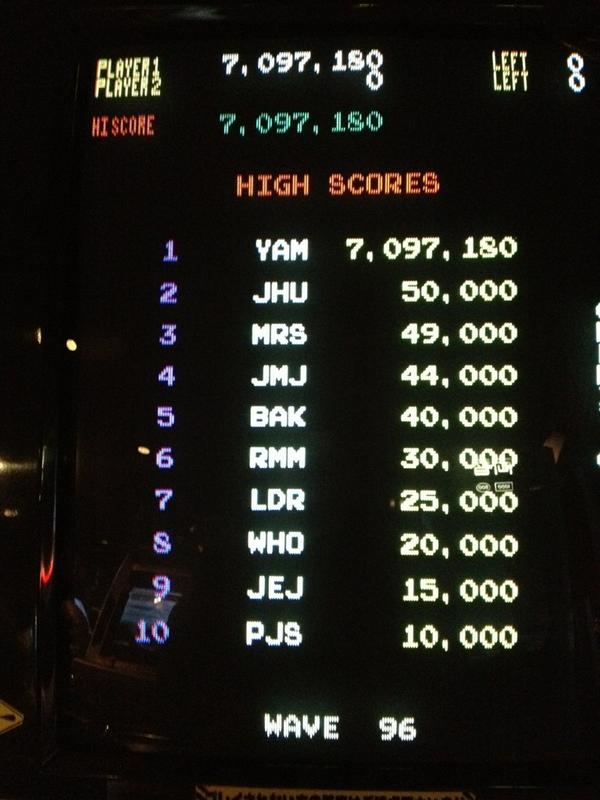 PLAYER1 7,097,180 LEFT 0
PLAYER2 0 LEFT 0
HISCORE 7,097,180
HIGH SCORES
1 YAM 7,097,180
2 JHU 50,000
3 MRS 49,000
4 JMJ 44,000
5 BAK 40,000
6 RMM 30,000
7 LDR 25,000
8 WHO 20,000
9 JEJ 15,000
10 PJS 10,000
WAVE 96